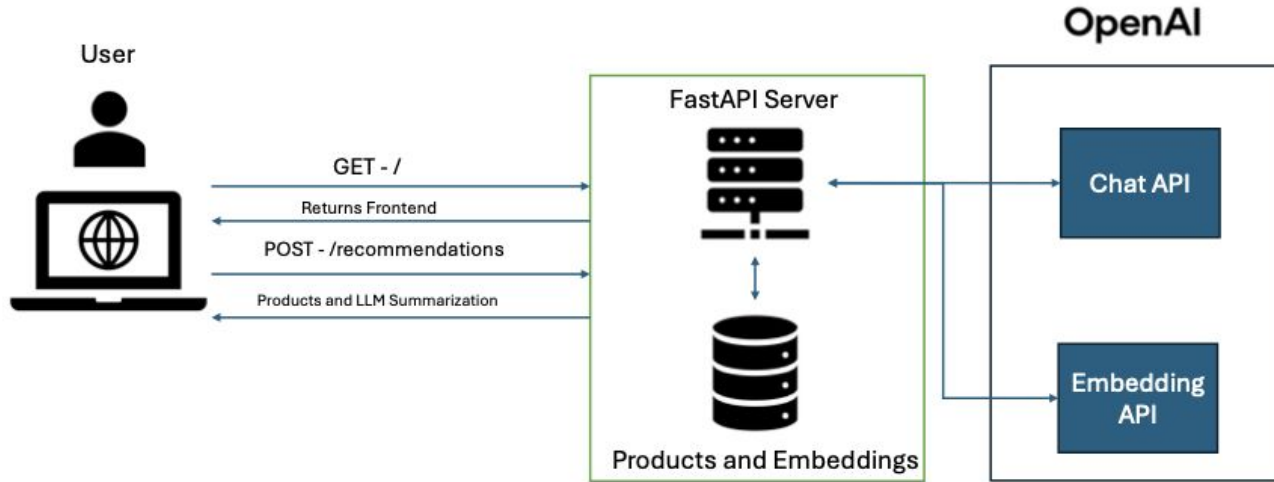 User
GET - /
Returns Frontend
POST - /recommendations
Products and LLM Summarization
FastAPI Server
Products and Embeddings
OpenAI
Chat API
Embedding
API